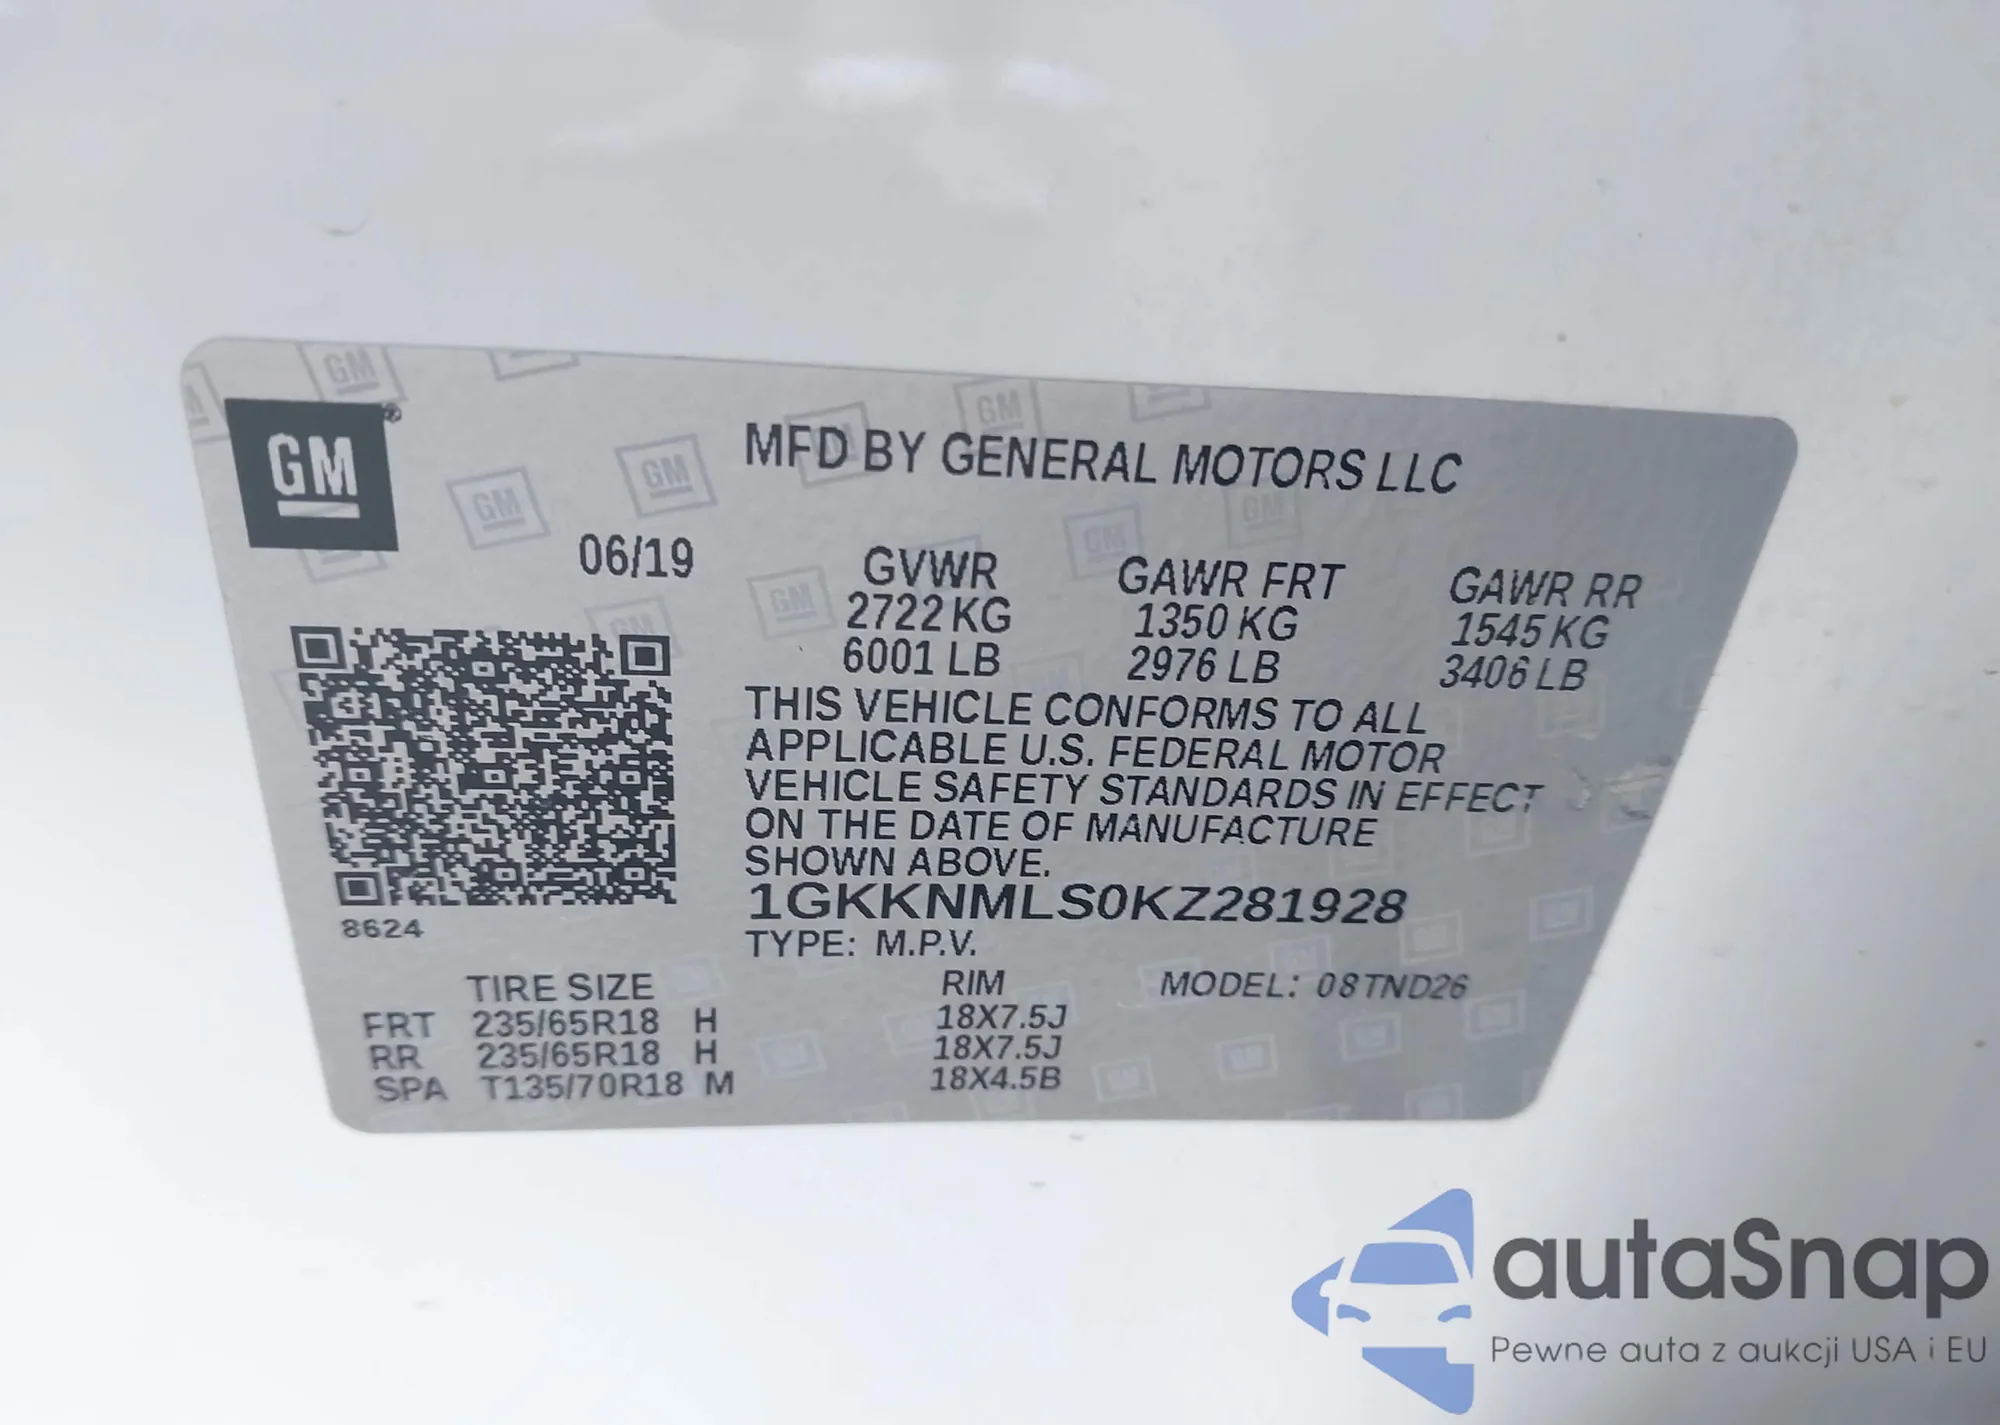 GM
MFD BY GENERAL MOTORS LLC
06/19
GVWR GAWR FRT GAWR RR
2722 KG 1350 KG 1545 KG
6001 LB 2976 LB 3406 LB
THIS VEHICLE CONFORMS TO ALL
APPLICABLE U.S. FEDERAL MOTOR
VEHICLE SAFETY STANDARDS IN EFFECT
ON THE DATE OF MANUFACTURE
SHOWN ABOVE.
1GKKNMLS0KZ281928
8624
TYPE: M.P.V.
TIRE SIZE RIM MODEL: 08TND26
FRT 235/65R18 H 18X7.5J
RR 235/65R18 H 18X7.5J
SPA T135/70R18 M 18X4.5B
autaSnap
Pewne auta z aukcji USA i EU